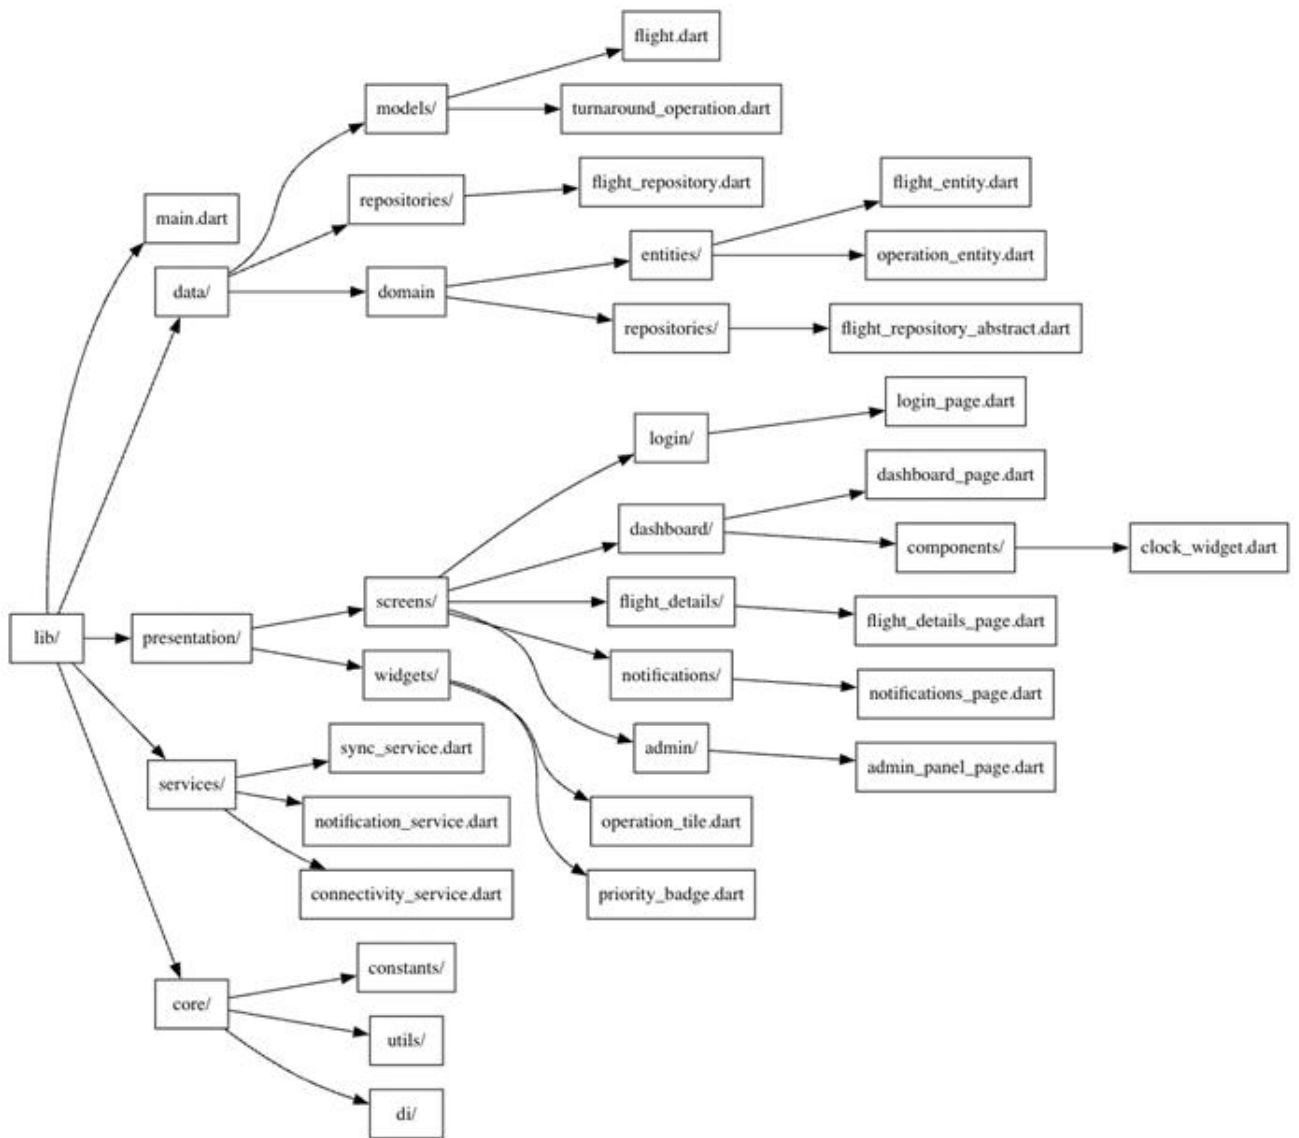 flight.dart
models/
turnaround_operation.dart
repositories/
flight_repository.dart
flight_entity.dart
main.dart
entities/
operation_entity.dart
data/
domain
repositories/
flight_repository_abstract.dart
login_page.dart
login/
dashboard_page.dart
dashboard/
components/
clock_widget.dart
screens/
flight_details/
flight_details_page.dart
lib/
presentation/
widgets/
notifications/
notifications_page.dart
admin/
admin_panel_page.dart
sync_service.dart
services/
notification_service.dart
operation_tile.dart
connectivity_service.dart
priority_badge.dart
constants/
core/
utils/
di/